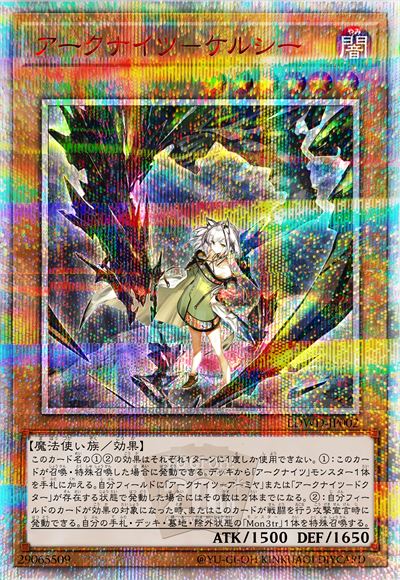 アークナイツーケルシー
闇
EDWD-JP002
【魔法使い族／効果】
このカード名の①②の効果はそれぞれ1ターンに1度しか使用できない。①：このカー
ドが召喚・特殊召喚した場合に発動できる。デッキから「アークナイツ」モンスター1体
を手札に加える。自分フィールドに「アークナイツーアーミヤ」または「アークナイツードク
ター」が存在する状態で発動した場合にはその数は2体までになる。②：自分フィ
ールドのカードが効果の対象になった時、またはこのカードが戦闘を行う攻撃宣言時に
発動できる。自分の手札・デッキ・墓地・除外状態の「Mon3tr」1体を特殊召喚する。
ATK/1500 DEF/1650
29065509
@YU-GI-OH KINKUAOI DIYCARD